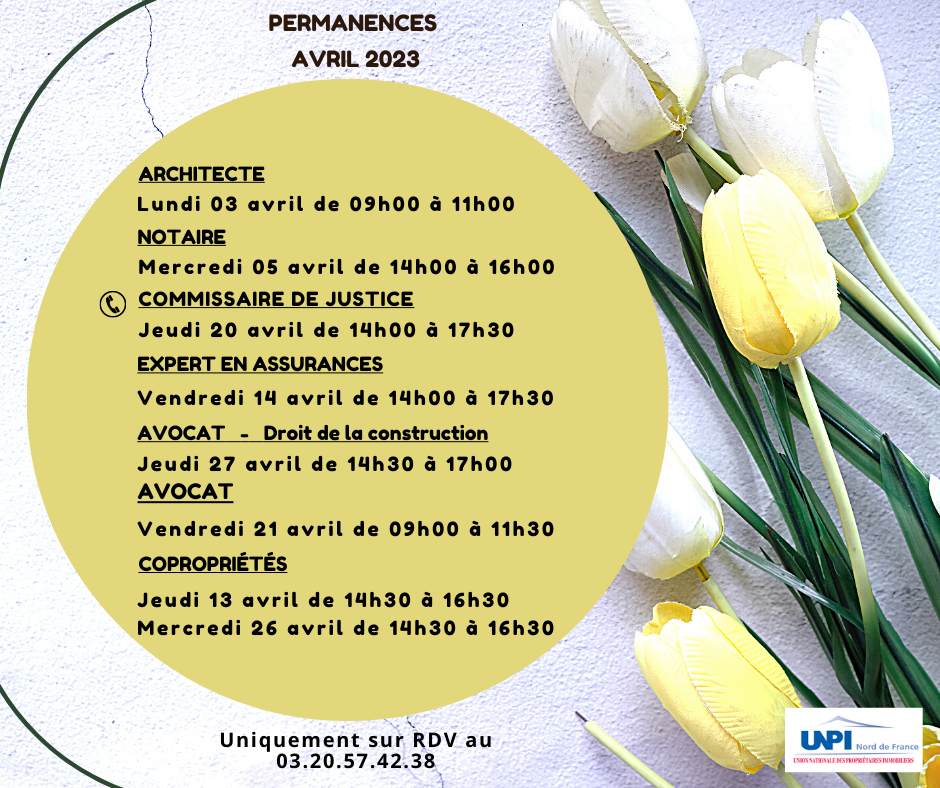 PERMANENCES
AVRIL 2023
ARCHITECTE
Lundi 03 avril de 09h00 à 11h00
NOTAIRE
Mercredi 05 avril de 14h00 à 16h00
COMMISSAIRE DE JUSTICE
Jeudi 20 avril de 14h00 à 17h30
EXPERT EN ASSURANCES
Vendredi 14 avril de 14h00 à 17h30
AVOCAT - Droit de la construction
Jeudi 27 avril de 14h30 à 17h00
AVOCAT
Vendredi 21 avril de 09h00 à 11h30
COPROPRIÉTÉS
Jeudi 13 avril de 14h30 à 16h30
Mercredi 26 avril de 14h30 à 16h30
Uniquement sur RDV au
03.20.57.42.38
UNPI Nord de France
UNION NATIONALE DES PROPRIÉTAIRES IMMOBILIERS